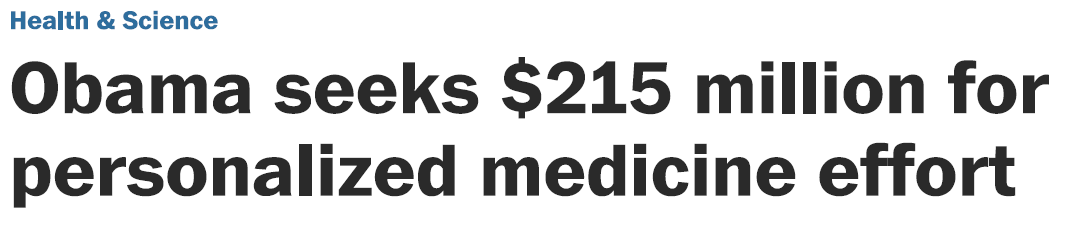 Health & Science
Obama seeks $215 million for
personalized medicine effort